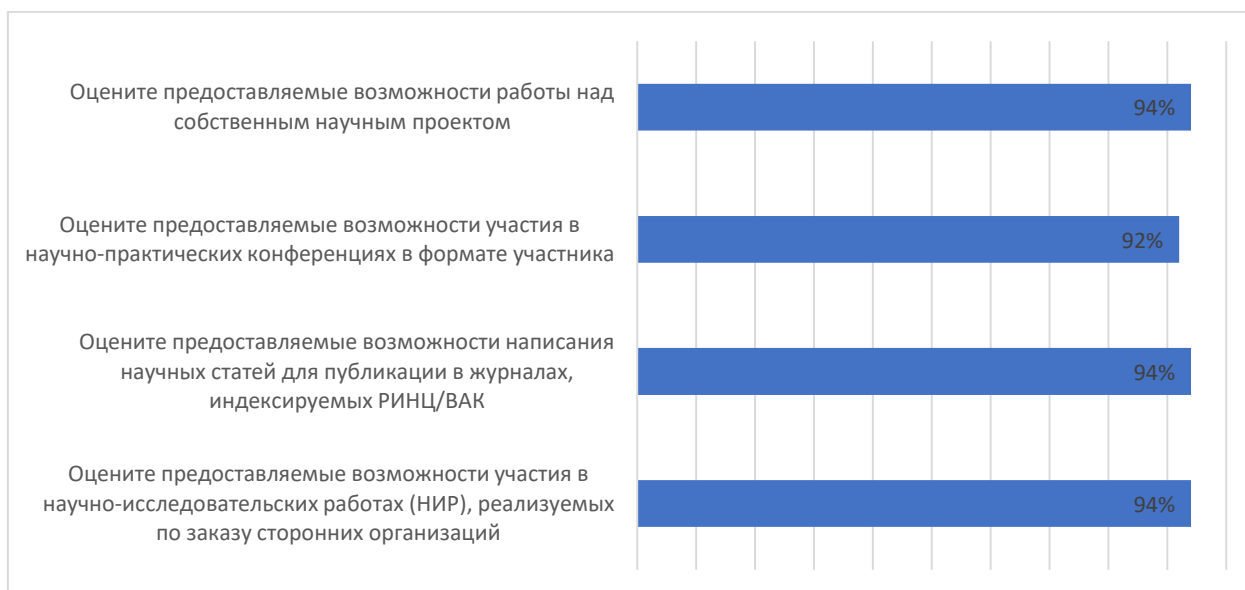 Оцените предоставляемые возможности работы над
собственным научным проектом
94%
Оцените предоставляемые возможности участия в
научно-практических конференциях в формате участника
92%
Оцените предоставляемые возможности написания
научных статей для публикации в журналах,
индексируемых РИНЦ/ВАК
94%
Оцените предоставляемые возможности участия в
научно-исследовательских работах (НИР), реализуемых
по заказу сторонних организаций
94%